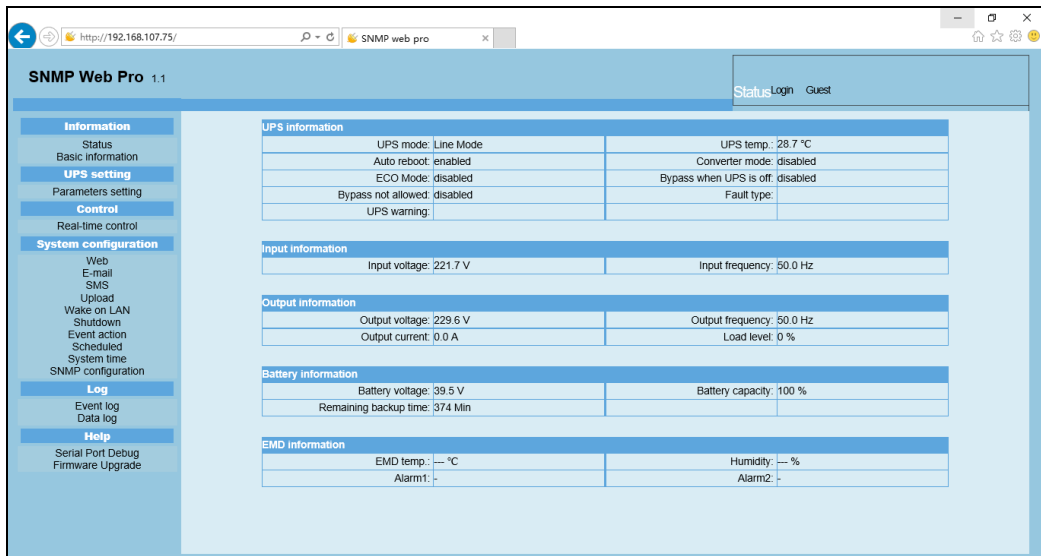 http://192.168.107.75/
SNMP web pro
SNMP Web Pro 1.1
Status Login Guest
Information
Status
Basic information
UPS setting
Parameters setting
Control
Real-time control
System configuration
Web
E-mail
SMS
Upload
Wake on LAN
Shutdown
Event action
Scheduled
System time
SNMP configuration
Log
Event log
Data log
Help
Serial Port Debug
Firmware Upgrade
UPS information
UPS mode: Line Mode UPS temp.: 28.7 °C
Auto reboot: enabled Converter mode: disabled
ECO Mode: disabled Bypass when UPS is off: disabled
Bypass not allowed: disabled Fault type:
UPS warning:
Input information
Input voltage: 221.7 V Input frequency: 50.0 Hz
Output information
Output voltage: 229.6 V Output frequency: 50.0 Hz
Output current: 0.0 A Load level: 0 %
Battery information
Battery voltage: 39.5 V Battery capacity: 100 %
Remaining backup time: 374 Min
EMD information
EMD temp.: --- °C Humidity: --- %
Alarm1: - Alarm2: -